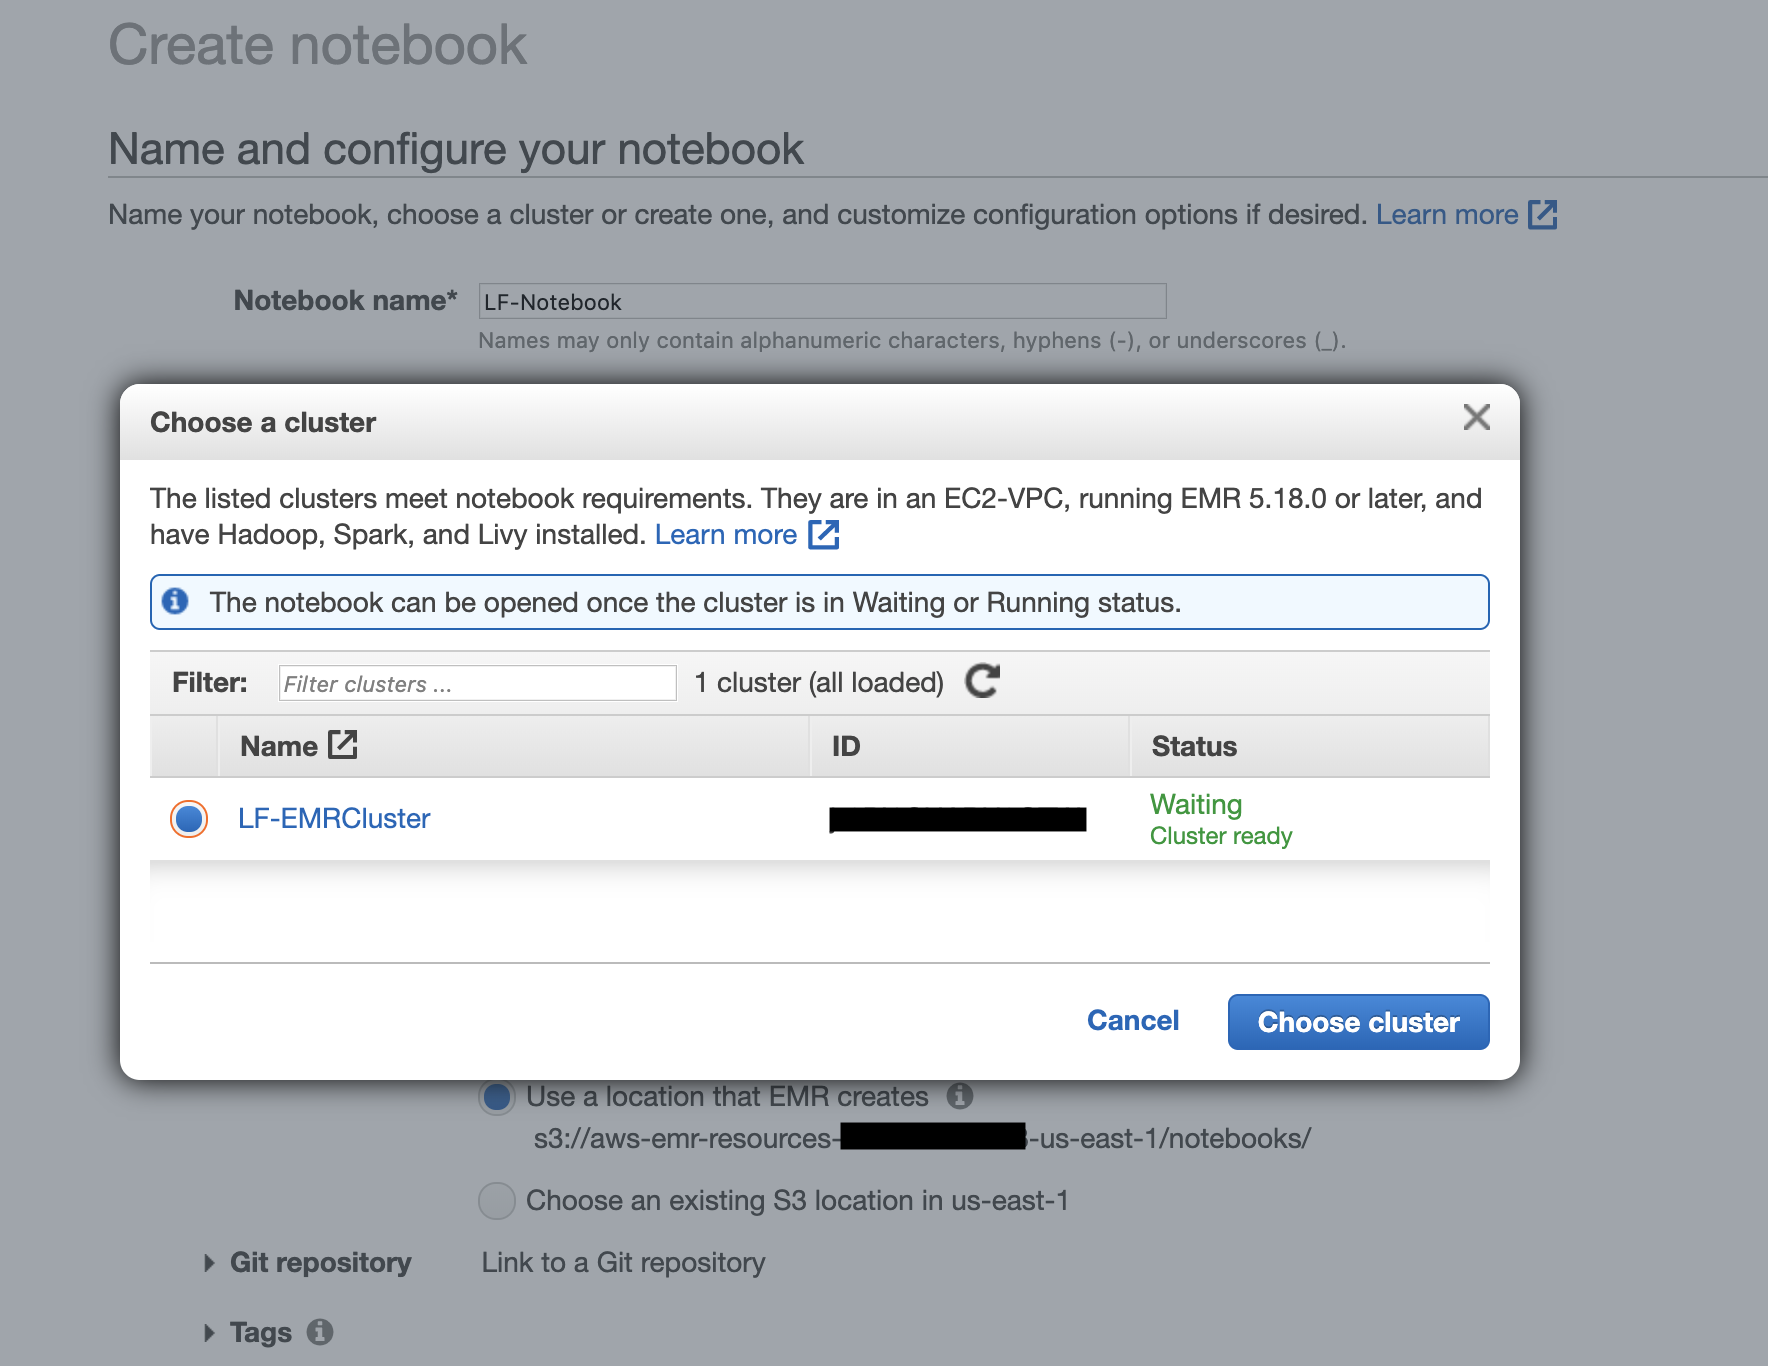 Create notebook
Name and configure your notebook
Name your notebook, choose a cluster or create one, and customize configuration options if desired. Learn more
Notebook name* LF-Notebook
Names may only contain alphanumeric characters, hyphens (-), or underscores (_).
Choose a cluster
The listed clusters meet notebook requirements. They are in an EC2-VPC, running EMR 5.18.0 or later, and
have Hadoop, Spark, and Livy installed. Learn more
The notebook can be opened once the cluster is in Waiting or Running status.
Filter: Filter clusters ... 1 cluster (all loaded)
Name ID Status
LF-EMRCluster Waiting
Cluster ready
Cancel Choose cluster
Use a location that EMR creates
s3://aws-emr-resources- -us-east-1/notebooks/
Choose an existing S3 location in us-east-1
Git repository Link to a Git repository
Tags